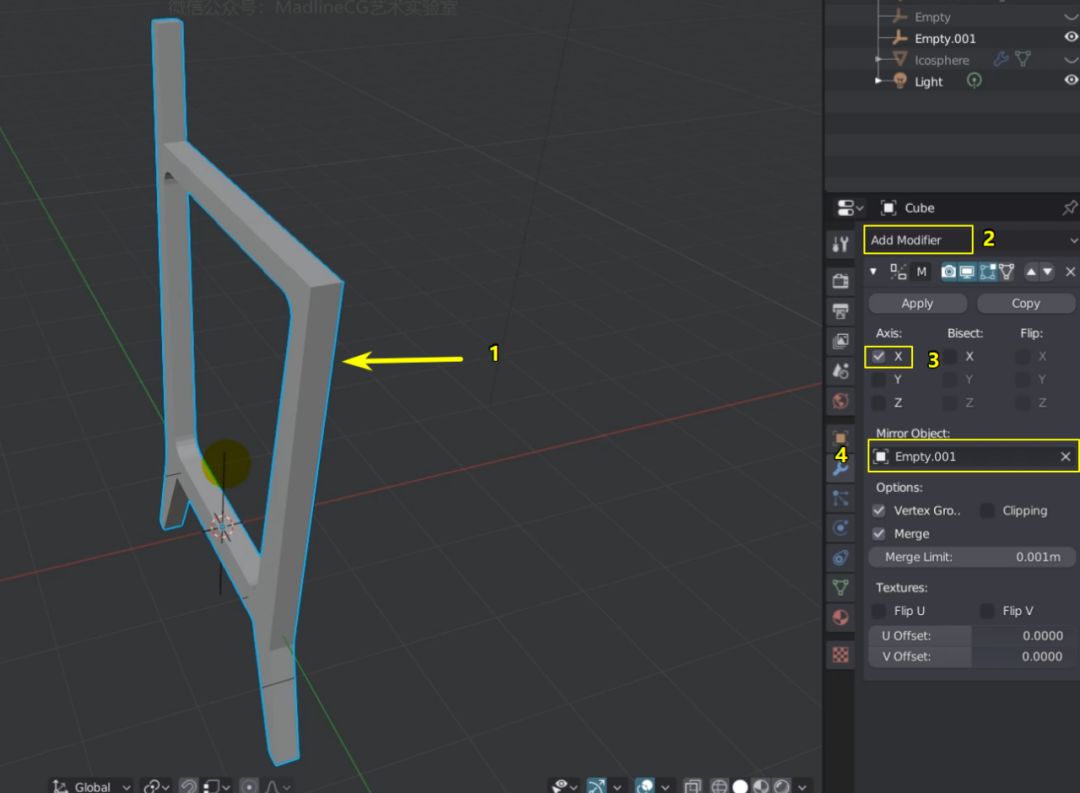 微信公众号：MadlineCG艺术实验室
Empty
Empty.001
Icosphere
Light
Cube
Add Modifier
2
M
Apply
Copy
Axis:
Bisect:
Flip:
X
X
X
3
Y
Y
Y
Z
Z
Z
1
Mirror Object:
4
Empty.001
Options:
Vertex Gro..
Clipping
Merge
Merge Limit:
0.001m
Textures:
Flip U
Flip V
U Offset:
0.0000
V Offset:
0.0000
Global